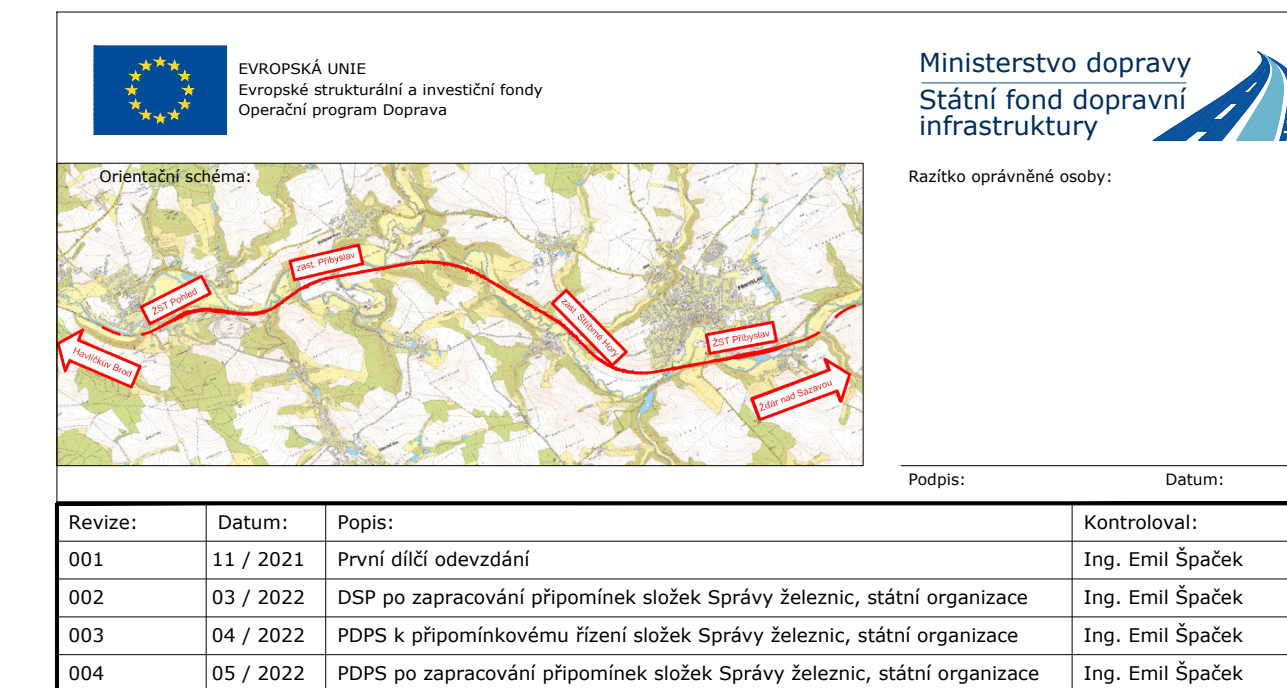 EVROPSKÁ UNIE
Evropské strukturální a investiční fondy
Operační program Doprava
Ministerstvo dopravy
Státní fond dopravní
infrastruktury
Orientační schéma:
Razítko oprávněné osoby:
zast. Přibyslav
ŽST Pohled
zast. Stříbrné Hory
PŘIBYSLAV
ŽST Přibyslav
Havlíčkův Brod
Žďár nad Sázavou
Podpis: Datum:
Revize: Datum: Popis: Kontroloval:
001 11 / 2021 První dílčí odevzdání Ing. Emil Špaček
002 03 / 2022 DSP po zapracování připomínek složek Správy železnic, státní organizace Ing. Emil Špaček
003 04 / 2022 PDPS k připomínkovému řízení složek Správy železnic, státní organizace Ing. Emil Špaček
004 05 / 2022 PDPS po zapracování připomínek složek Správy železnic, státní organizace Ing. Emil Špaček